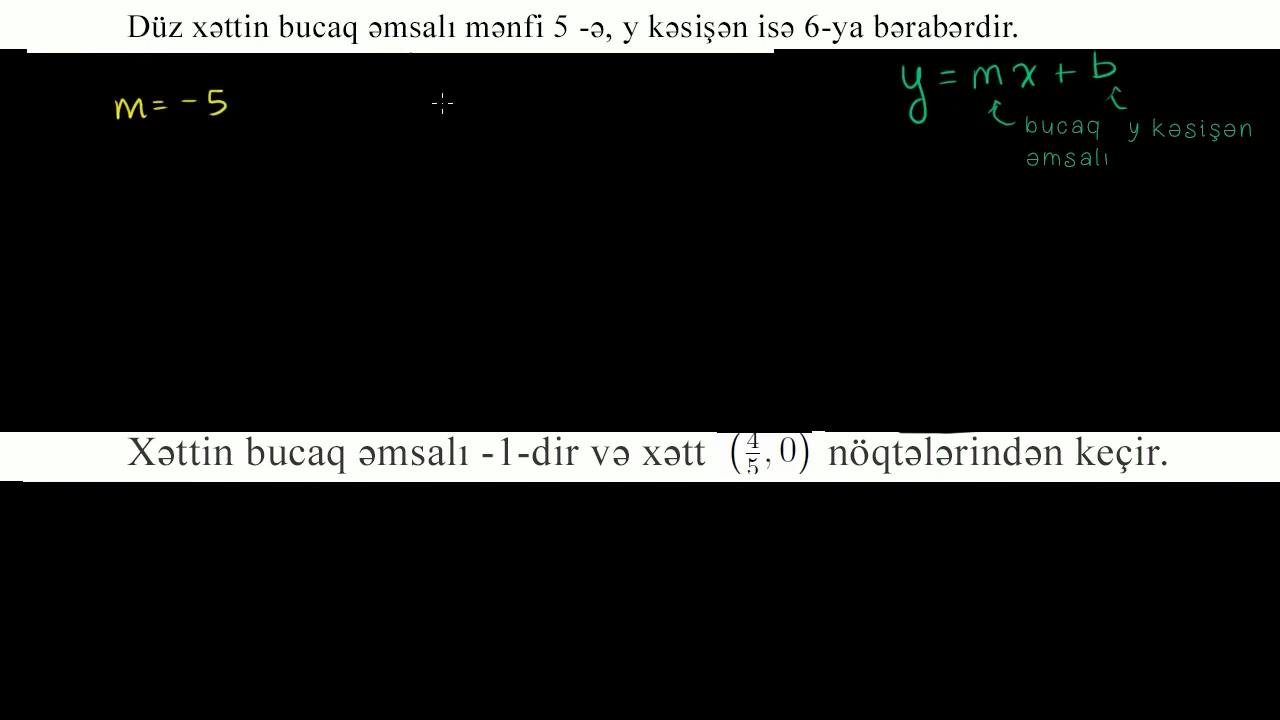 Düz xəttin bucaq əmsalı mənfi 5 -ə, y kəsişən isə 6-ya bərabərdir.
y = mx + b
m = -5
bucaq y kəsişən
əmsalı
Xəttin bucaq əmsalı -1-dir və xətt (4/5, 0) nöqtələrindən keçir.